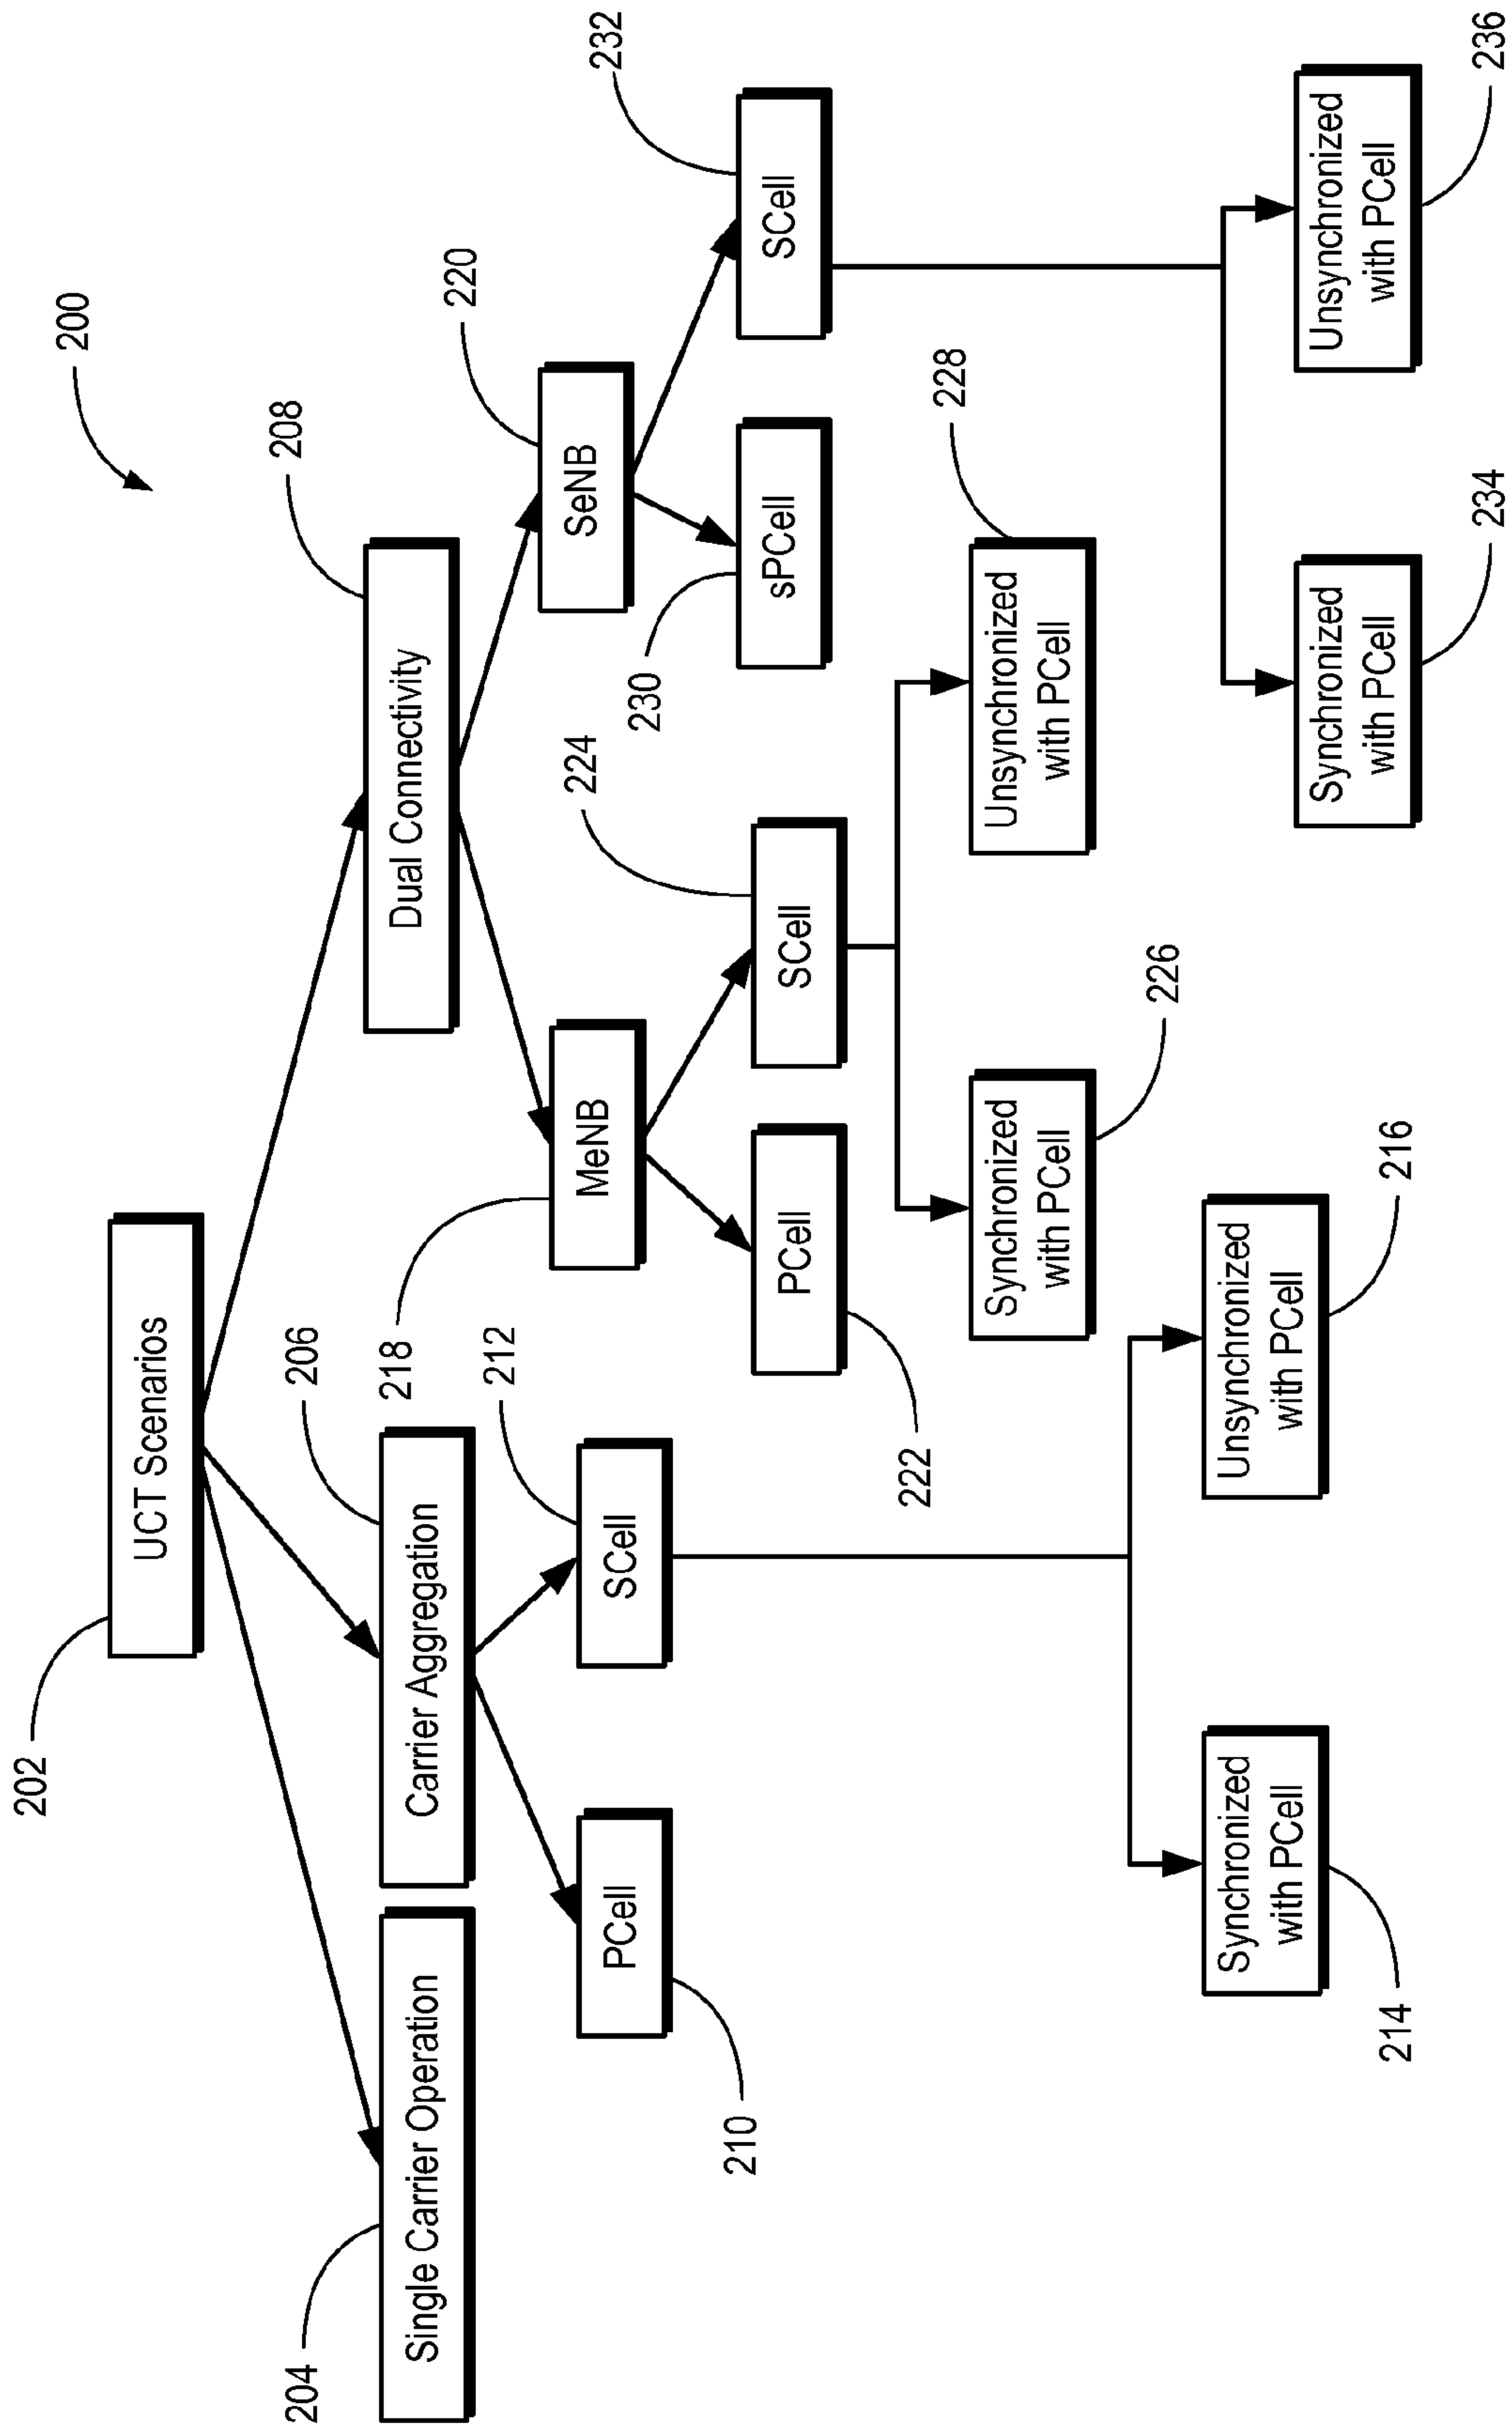 200
202
UCT Scenarios
204
Single Carrier Operation
206
Carrier Aggregation
208
Dual Connectivity
210
PCell
212
SCell
214
Synchronized
with PCell
216
Unsynchronized
with PCell
218
MeNB
220
SeNB
222
PCell
224
SCell
226
Synchronized
with PCell
228
Unsynchronized
with PCell
230
sPCell
232
SCell
234
Synchronized
with PCell
236
Unsynchronized
with PCell